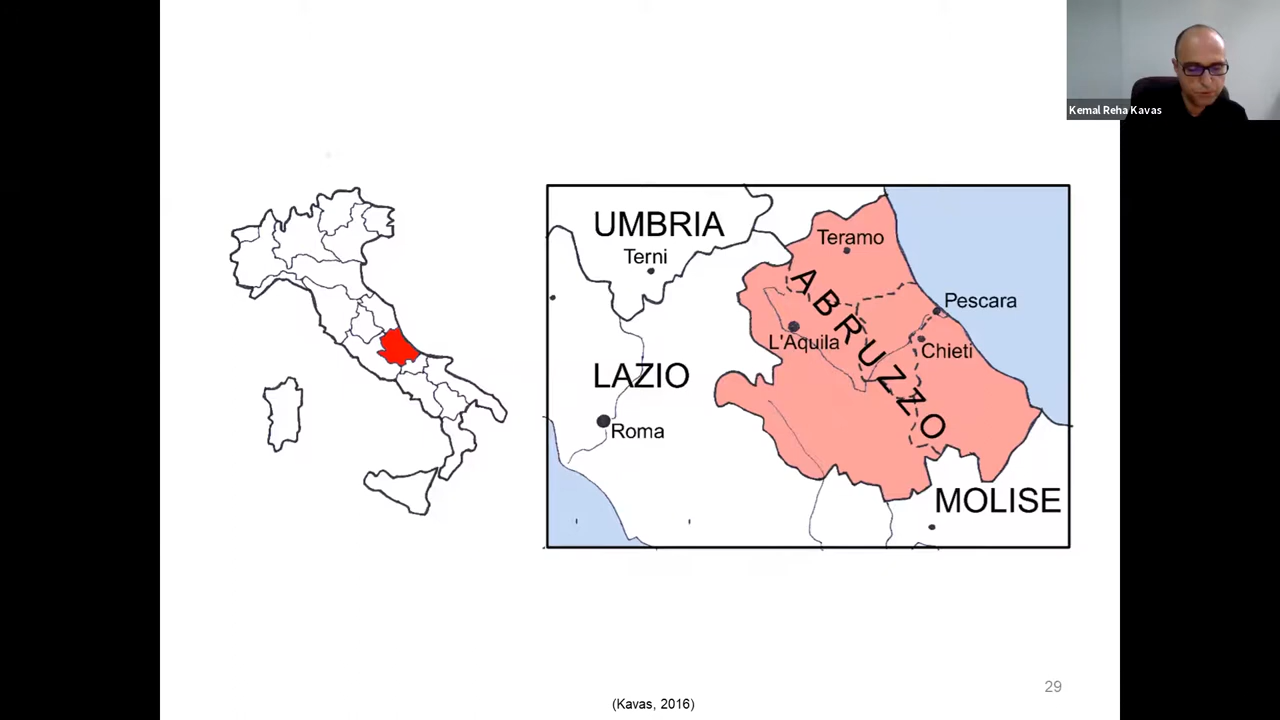 Kemal Reha Kavas
UMBRIA
Terni
Teramo
ABRUZZO
Pescara
L'Aquila
Chieti
LAZIO
Roma
MOLISE
29
(Kavas, 2016)